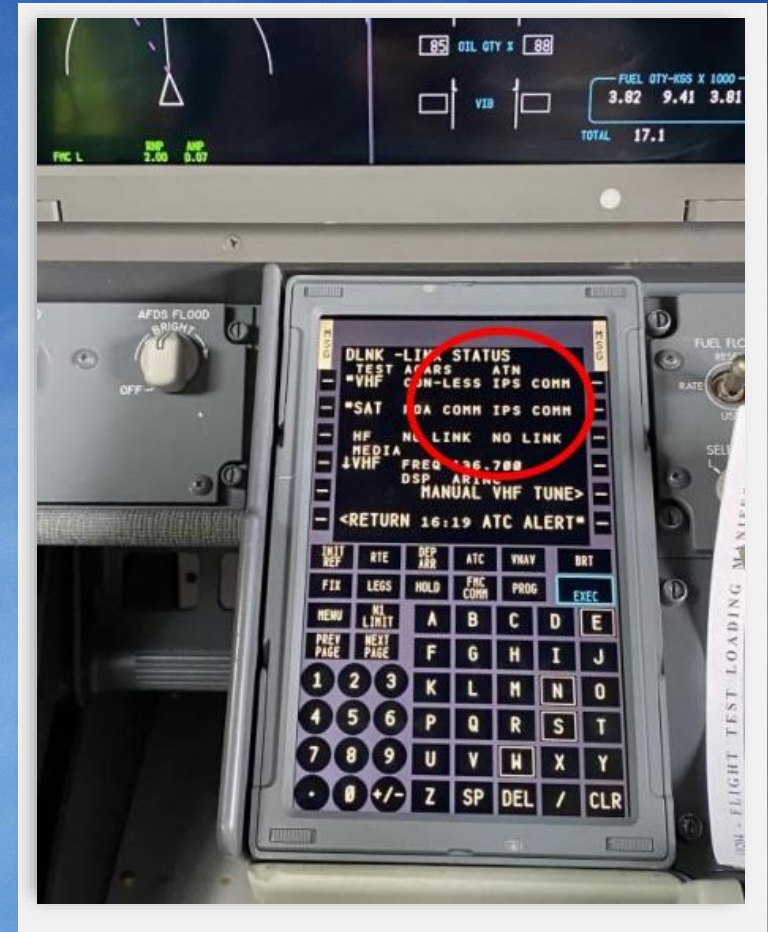 85 OIL QTY % 88
VIB
FUEL QTY-KGS X 1000
3.82 9.41 3.81
TOTAL 17.1
FMC L
RNP ANP
2.00 0.07
AFDS FLOOD
BRIGHT
OFF
FUEL FLO
RESET
RATE
US
SEL
L
MSG
MSG
DLNK -LINK STATUS
TEST ACARS ATN
*VHF CON-LESS IPS COMM
*SAT POA COMM IPS COMM
HF NO LINK NO LINK
MEDIA
↓VHF FREQ 136.700
DSP ARINC
MANUAL VHF TUNE>
<RETURN 16:19 ATC ALERT*
INIT REF RTE DEP ARR ATC VNAV BRT
FIX LEGS HOLD FMC COMM PROG EXEC
MENU N1 LIMIT A B C D E
PREV PAGE NEXT PAGE F G H I J
1 2 3 K L M N O
4 5 6 P Q R S T
7 8 9 U V W X Y
. 0 +/- Z SP DEL / CLR
FLIGHT TEST LOADING MANIFE